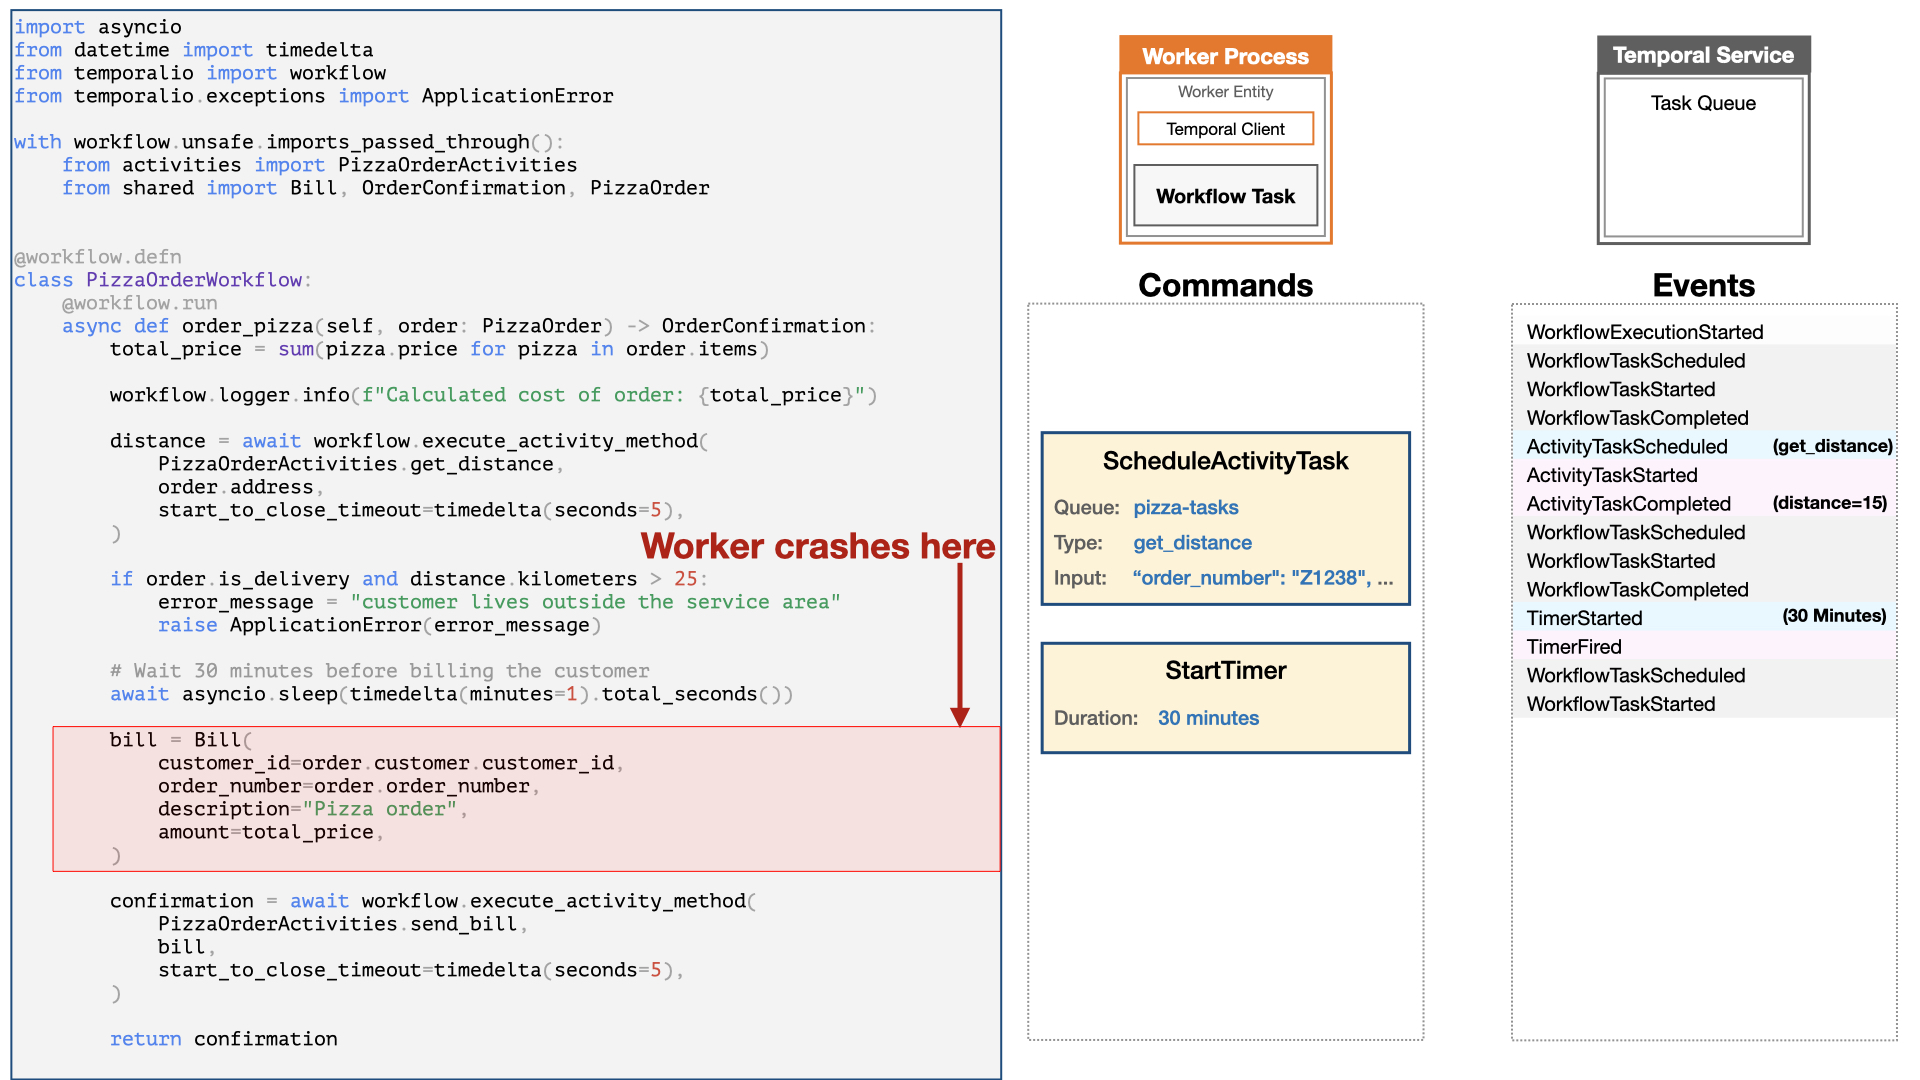 import asyncio
from datetime import timedelta
from temporalio import workflow
from temporalio.exceptions import ApplicationError
with workflow.unsafe.imports_passed_through():
    from activities import PizzaOrderActivities
    from shared import Bill, OrderConfirmation, PizzaOrder
@workflow.defn
class PizzaOrderWorkflow:
    @workflow.run
    async def order_pizza(self, order: PizzaOrder) -> OrderConfirmation:
        total_price = sum(pizza.price for pizza in order.items)
        workflow.logger.info(f"Calculated cost of order: {total_price}")
        distance = await workflow.execute_activity_method(
            PizzaOrderActivities.get_distance,
            order.address,
            start_to_close_timeout=timedelta(seconds=5),
        )
Worker crashes here
        if order.is_delivery and distance.kilometers > 25:
            error_message = "customer lives outside the service area"
            raise ApplicationError(error_message)
        # Wait 30 minutes before billing the customer
        await asyncio.sleep(timedelta(minutes=1).total_seconds())
        bill = Bill(
            customer_id=order.customer.customer_id,
            order_number=order.order_number,
            description="Pizza order",
            amount=total_price,
        )
        confirmation = await workflow.execute_activity_method(
            PizzaOrderActivities.send_bill,
            bill,
            start_to_close_timeout=timedelta(seconds=5),
        )
        return confirmation
Worker Process
Worker Entity
Temporal Client
Workflow Task
Commands
ScheduleActivityTask
Queue: pizza-tasks
Type: get_distance
Input: “order_number": "Z1238", ...
StartTimer
Duration: 30 minutes
Temporal Service
Task Queue
Events
WorkflowExecutionStarted
WorkflowTaskScheduled
WorkflowTaskStarted
WorkflowTaskCompleted
ActivityTaskScheduled (get_distance)
ActivityTaskStarted
ActivityTaskCompleted (distance=15)
WorkflowTaskScheduled
WorkflowTaskStarted
WorkflowTaskCompleted
TimerStarted (30 Minutes)
TimerFired
WorkflowTaskScheduled
WorkflowTaskStarted